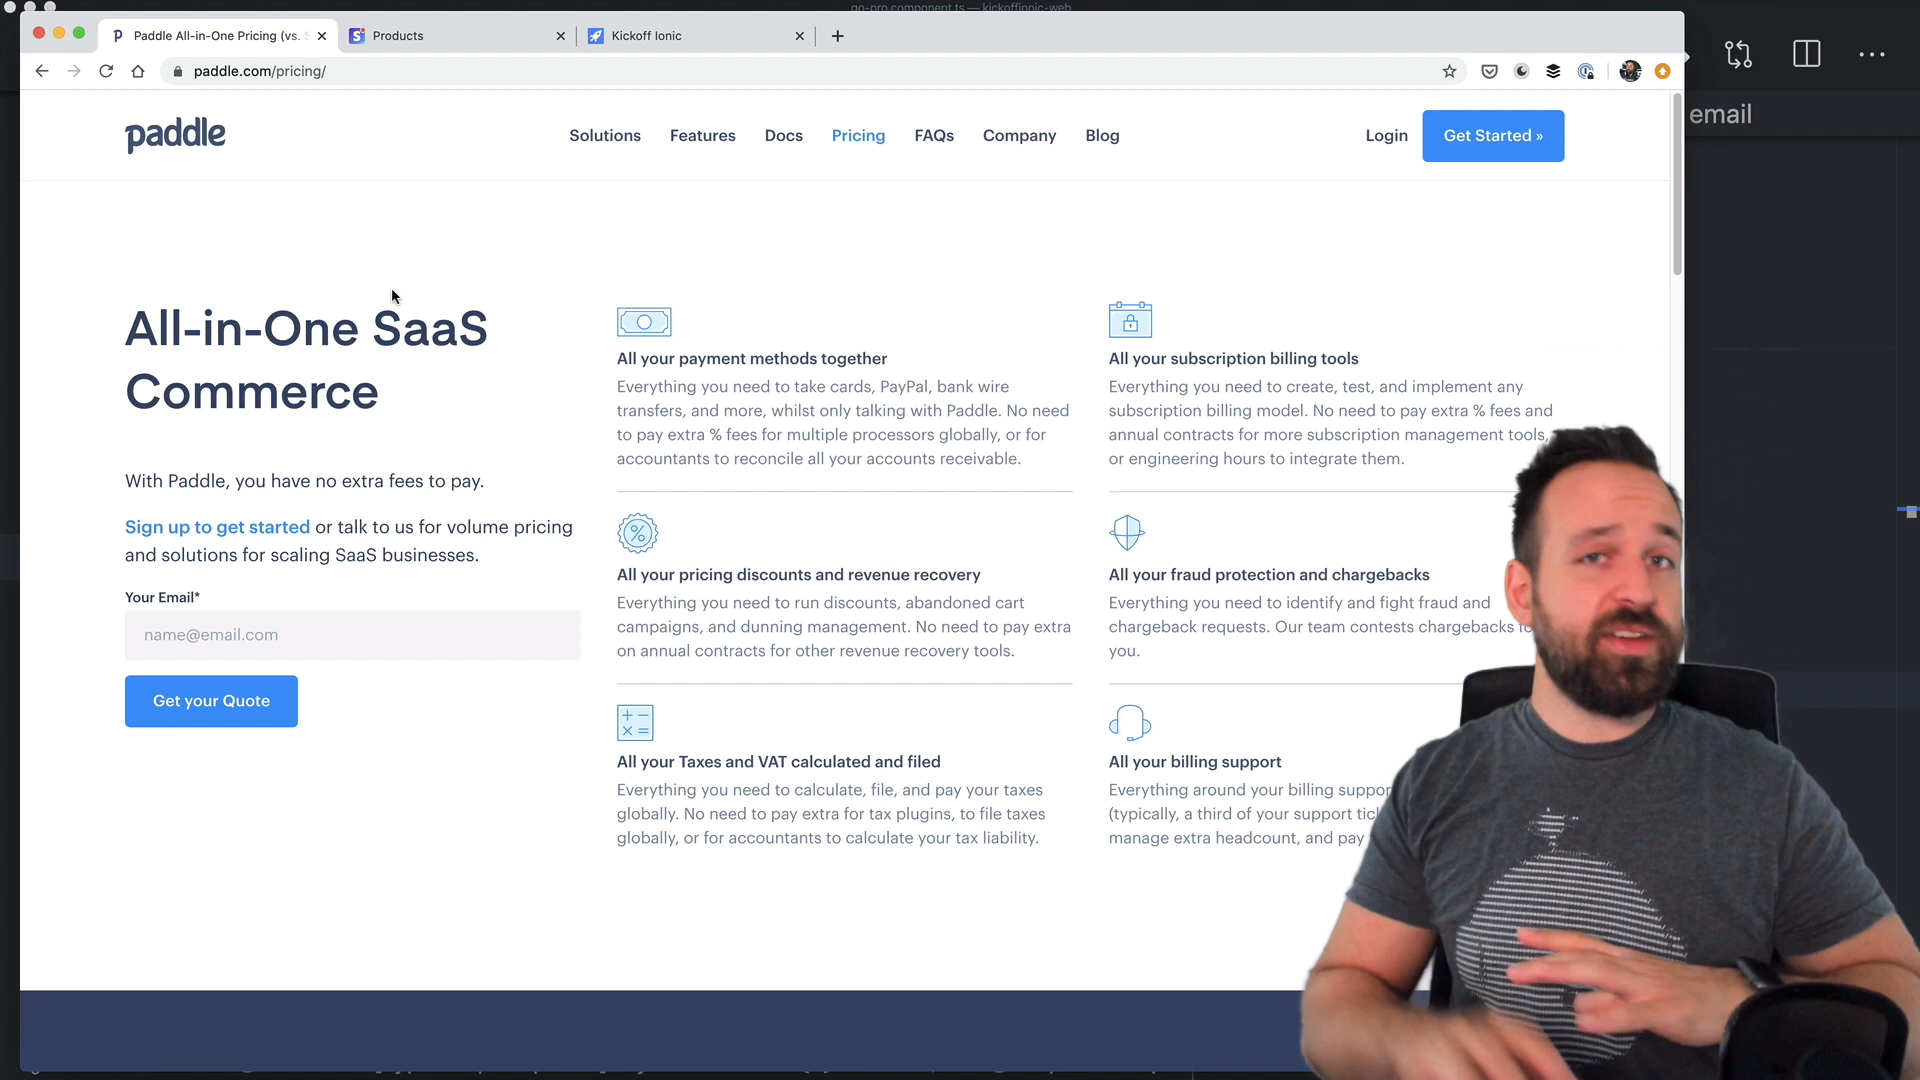 go-pro.component.ts — kickoffionic-web
Paddle All-in-One Pricing (vs. S
Products
Kickoff Ionic
paddle.com/pricing/
email
paddle
Solutions
Features
Docs
Pricing
FAQs
Company
Blog
Login
Get Started »
All-in-One SaaS
Commerce
With Paddle, you have no extra fees to pay.
Sign up to get started or talk to us for volume pricing
and solutions for scaling SaaS businesses.
Your Email*
name@email.com
Get your Quote
All your payment methods together
Everything you need to take cards, PayPal, bank wire
transfers, and more, whilst only talking with Paddle. No need
to pay extra % fees for multiple processors globally, or for
accountants to reconcile all your accounts receivable.
All your subscription billing tools
Everything you need to create, test, and implement any
subscription billing model. No need to pay extra % fees and
annual contracts for more subscription management tools,
or engineering hours to integrate them.
All your pricing discounts and revenue recovery
Everything you need to run discounts, abandoned cart
campaigns, and dunning management. No need to pay extra
on annual contracts for other revenue recovery tools.
All your fraud protection and chargebacks
Everything you need to identify and fight fraud and
chargeback requests. Our team contests chargebacks
you.
All your Taxes and VAT calculated and filed
Everything you need to calculate, file, and pay your taxes
globally. No need to pay extra for tax plugins, to file taxes
globally, or for accountants to calculate your tax liability.
All your billing support
Everything around your billing suppor
(typically, a third of your support tic
manage extra headcount, and pay